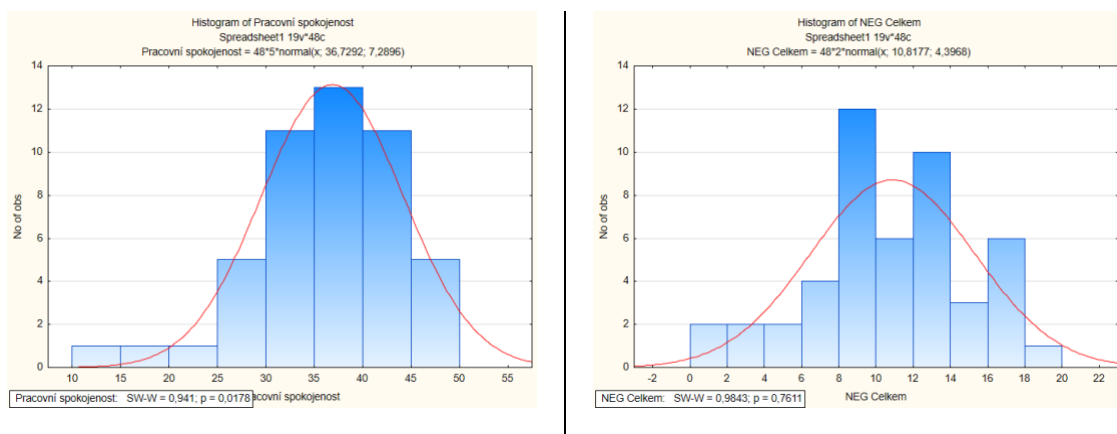 Histogram of Pracovní spokojenost
Spreadsheet1 19v*48c
Pracovní spokojenost = 48*5*normal(x; 36,7292; 7,2896)
14
12
10
8
6
4
2
0
No of obs
10 15 20 25 30 35 40 45 50 55
Pracovní spokojenost: SW-W = 0,941; p = 0,0178
acovní spokojenost
Histogram of NEG Celkem
Spreadsheet1 19v*48c
NEG Celkem = 48*2*normal(x; 10,8177; 4,3968)
14
12
10
8
6
4
2
0
No of obs
-2 0 2 4 6 8 10 12 14 16 18 20 22
NEG Celkem: SW-W = 0,9843; p = 0,7611
NEG Celkem